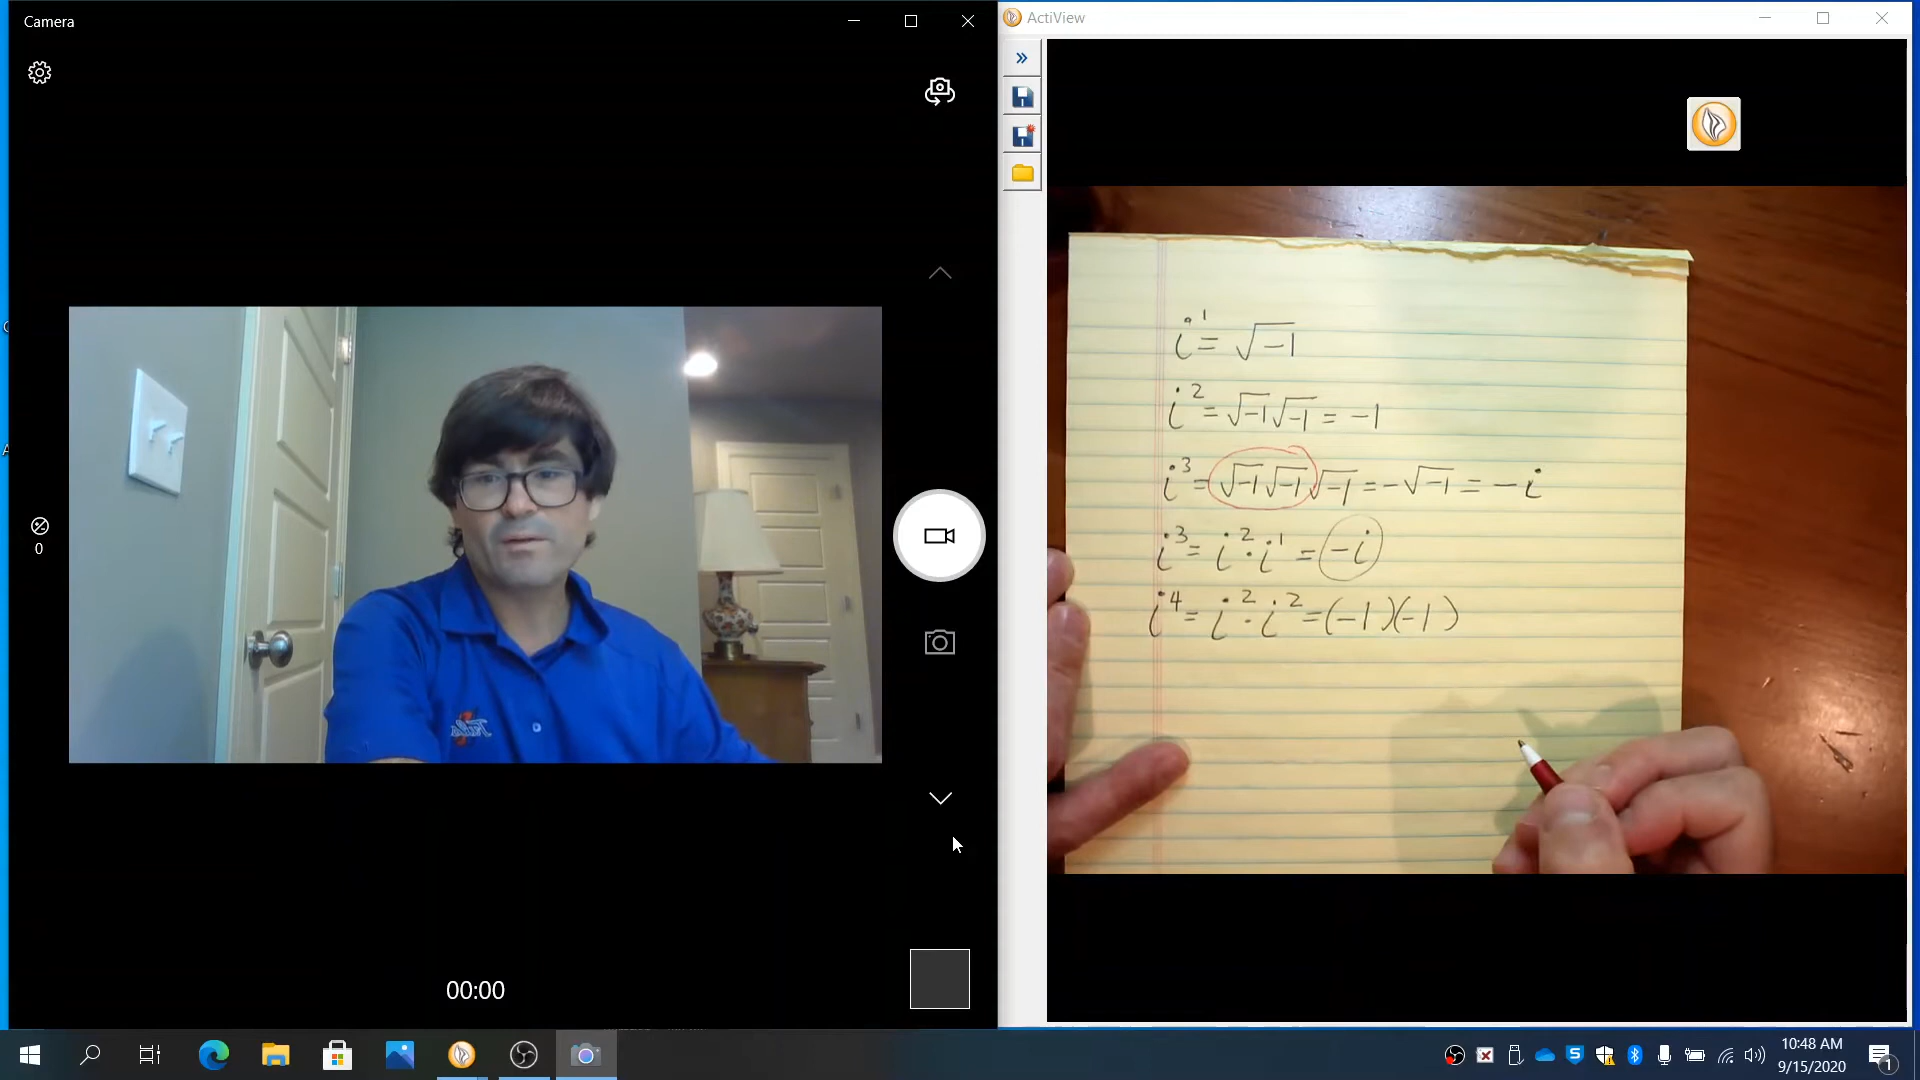 Camera
ActiView
0
i¹ = √-1
i² = √-1 √-1 = -1
i³ = √-1 √-1 √-1 = -√-1 = -i
i³ = i² · i¹ = -i
i⁴ = i² · i² = (-1)(-1)
00:00
10:48 AM
9/15/2020
1